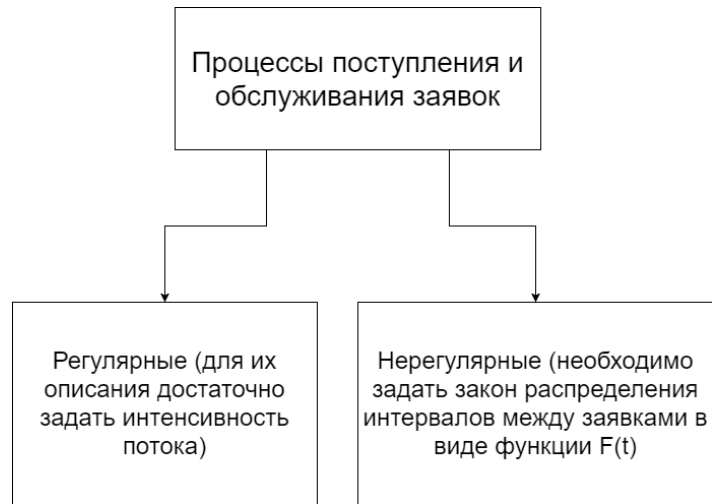 Процессы поступления и
обслуживания заявок
Регулярные (для их
описания достаточно
задать интенсивность
потока)
Нерегулярные (необходимо
задать закон распределения
интервалов между заявками в
виде функции F(t)